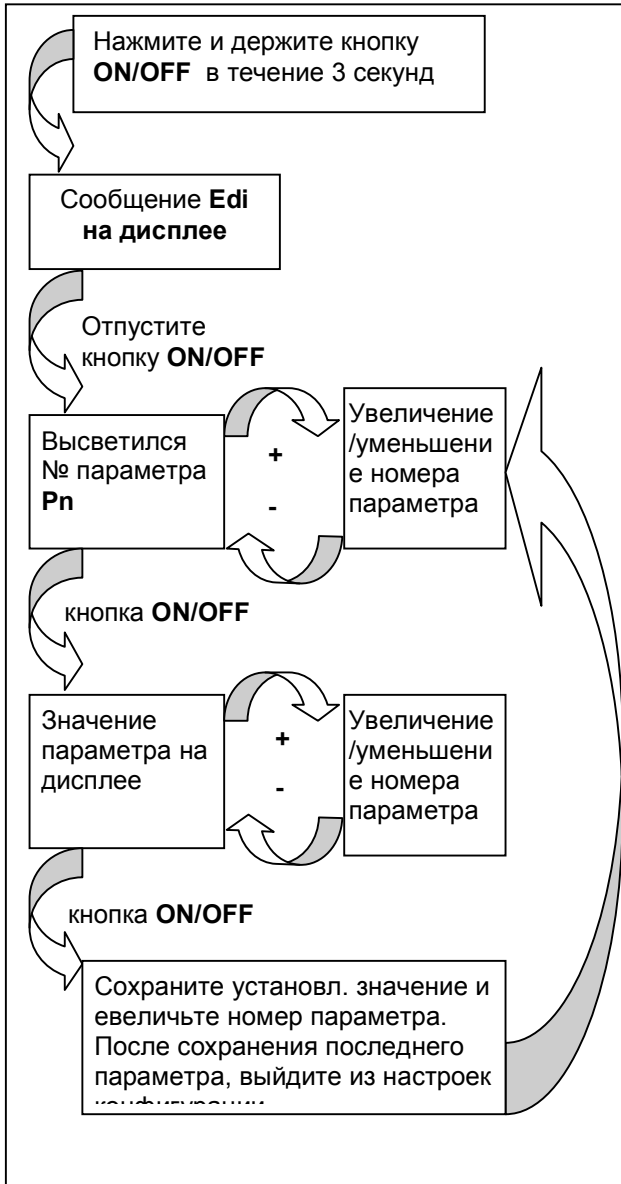 Нажмите и держите кнопку
ON/OFF в течение 3 секунд
Сообщение Edi
на дисплее
Отпустите
кнопку ON/OFF
Высветился
№ параметра
Pn
+
-
Увеличение
/уменьшени
е номера
параметра
кнопка ON/OFF
Значение
параметра на
дисплее
+
-
Увеличение
/уменьшени
е номера
параметра
кнопка ON/OFF
Сохраните установл. значение и
евеличьте номер параметра.
После сохранения последнего
параметра, выйдите из настроек